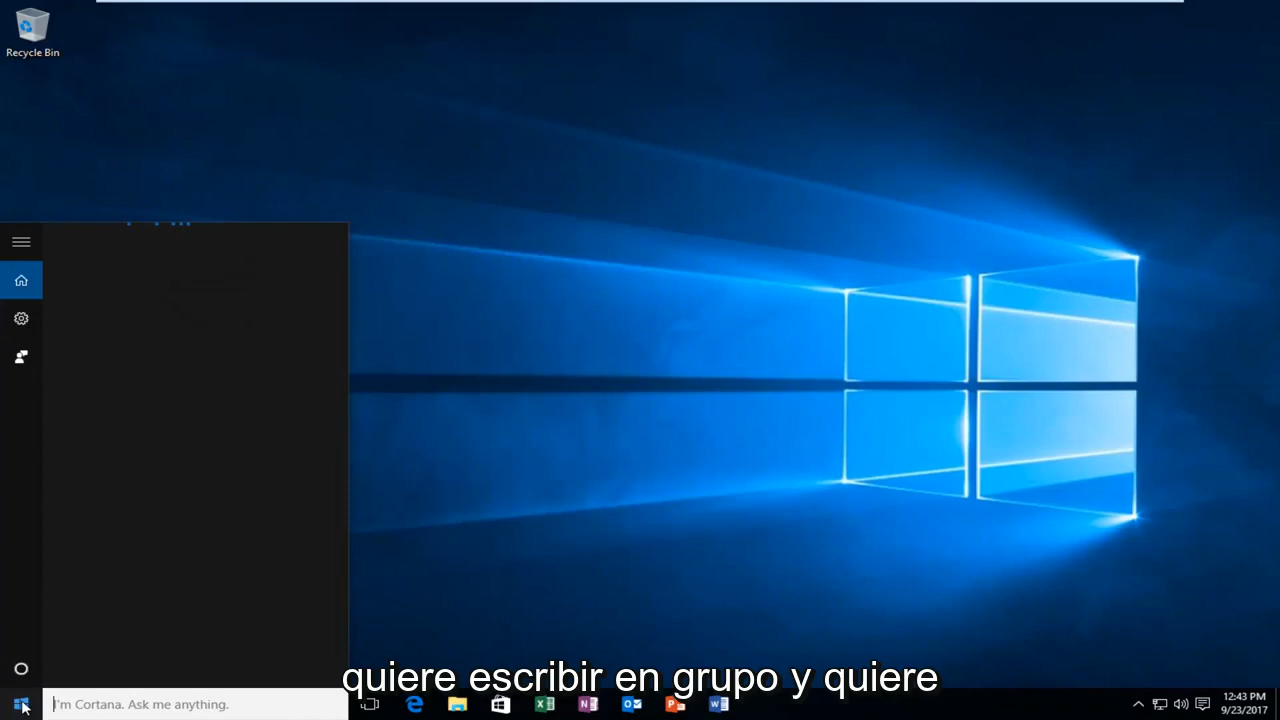 Recycle Bin
quiere escribir en grupo y quiere
I'm Cortana. Ask me anything.
12:43 PM
9/23/2017